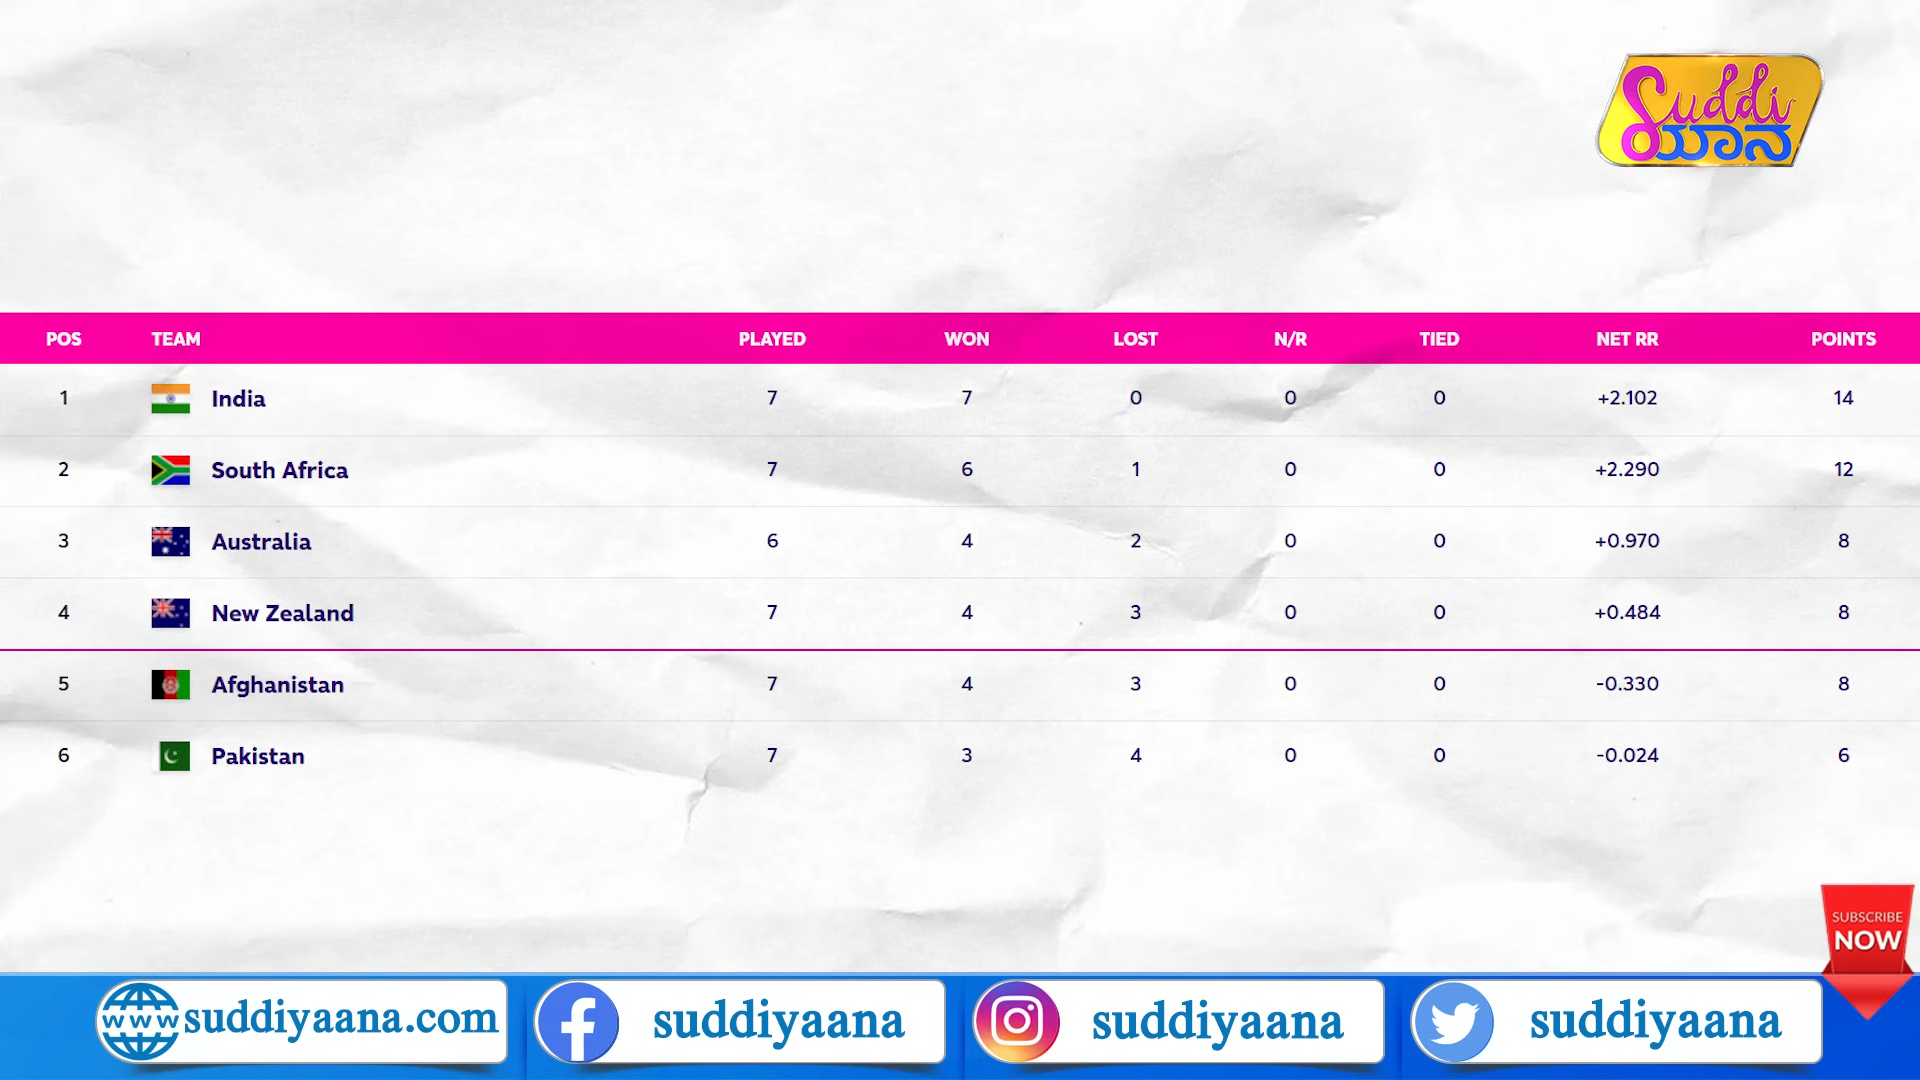 Suddi
ಯಾನ
POS TEAM PLAYED WON LOST N/R TIED NET RR POINTS
1 India 7 7 0 0 0 +2.102 14
2 South Africa 7 6 1 0 0 +2.290 12
3 Australia 6 4 2 0 0 +0.970 8
4 New Zealand 7 4 3 0 0 +0.484 8
5 Afghanistan 7 4 3 0 0 -0.330 8
6 Pakistan 7 3 4 0 0 -0.024 6
SUBSCRIBE
NOW
www suddiyaana.com suddiyaana suddiyaana suddiyaana